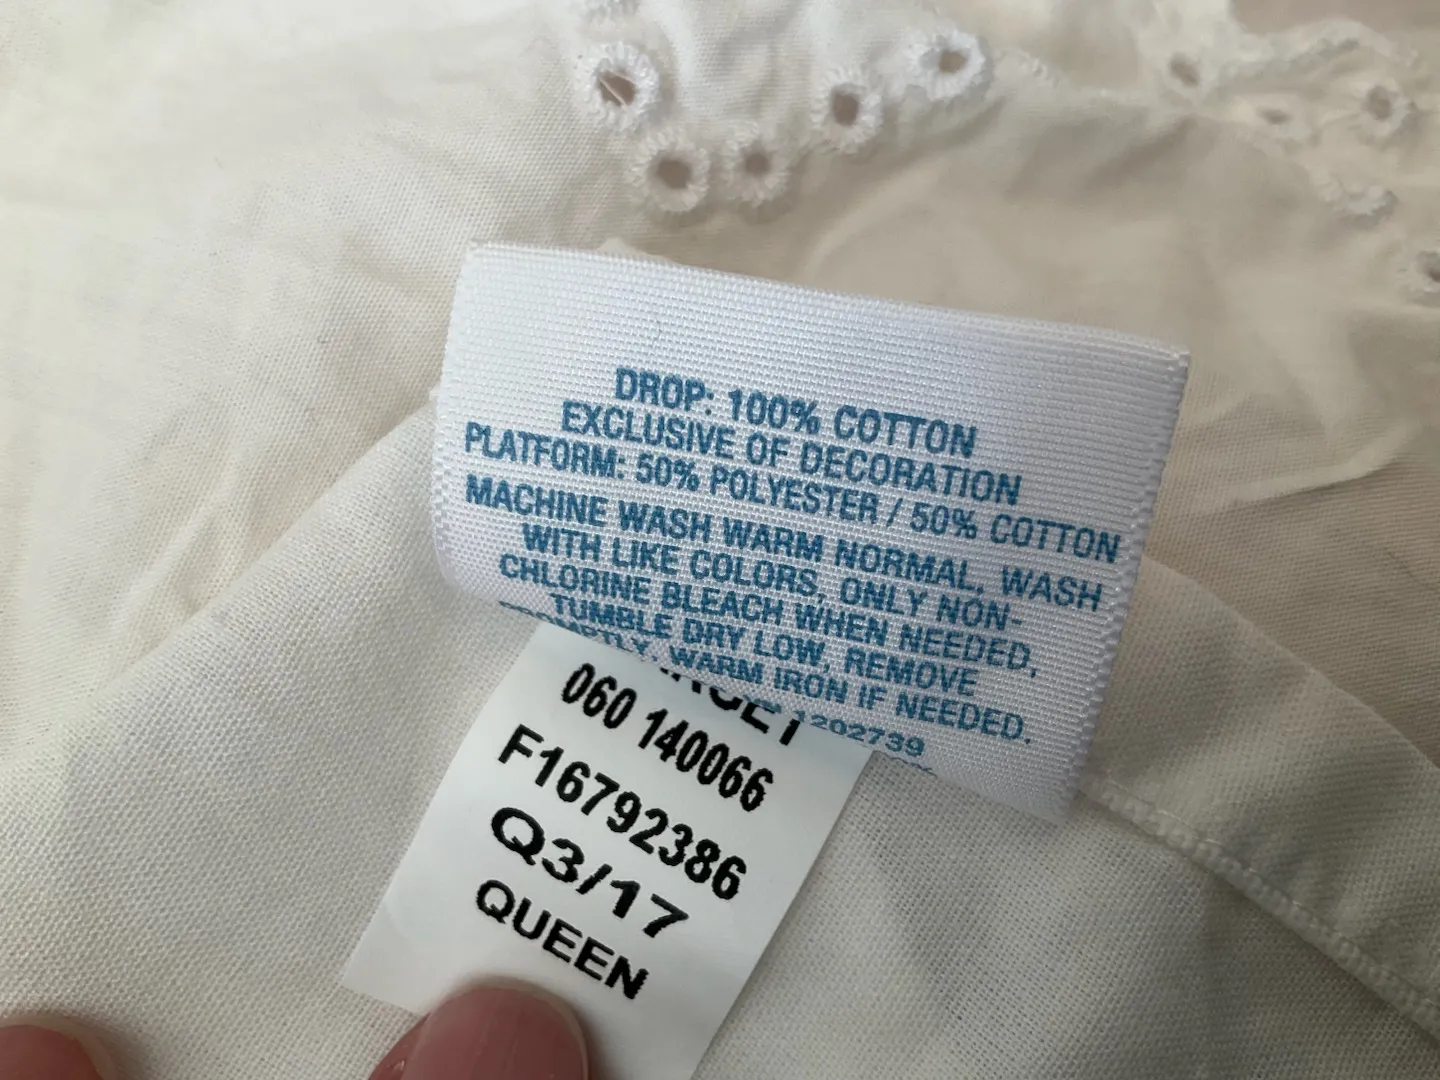 DROP: 100% COTTON
EXCLUSIVE OF DECORATION
PLATFORM: 50% POLYESTER / 50% COTTON
MACHINE WASH WARM NORMAL, WASH
WITH LIKE COLORS, ONLY NON-
CHLORINE BLEACH WHEN NEEDED,
TUMBLE DRY LOW, REMOVE
PROMPTLY, WARM IRON IF NEEDED.
1202739
060 140066
F16792386
Q3/17
QUEEN